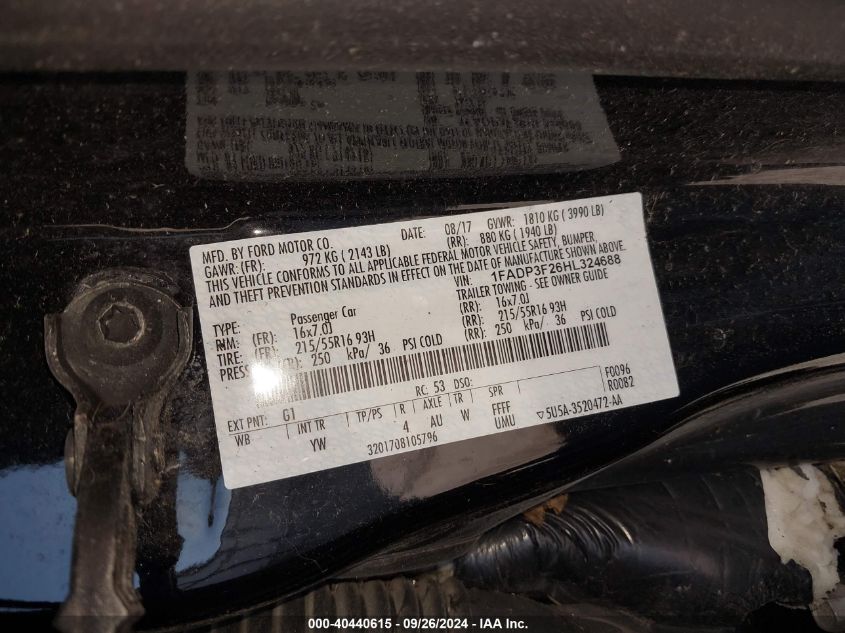 MFD. BY FORD MOTOR CO. DATE: 08/17 GVWR: 1810 KG ( 3990 LB)
GAWR: (FR): 972 KG ( 2143 LB) (RR): 880 KG ( 1940 LB)
THIS VEHICLE CONFORMS TO ALL APPLICABLE FEDERAL MOTOR VEHICLE SAFETY, BUMPER,
AND THEFT PREVENTION STANDARDS IN EFFECT ON THE DATE OF MANUFACTURE SHOWN ABOVE.
VIN: 1FADP3F26HL324688
TYPE: Passenger Car TRAILER TOWING - SEE OWNER GUIDE
RIM: (FR): 16x7.0J (RR): 16x7.0J
TIRE: (FR): 215/55R16 93H (RR): 215/55R16 93H
PRESS (FR): 250 kPa/ 36 PSI COLD (RR): 250 kPa/ 36 PSI COLD
EXT PNT: G1 RC: 53 DSO: F0096
R0082
WB INT TR TP/PS R AXLE TR SPR
YW 4 AU W FFFF
UMU ▽5U5A-3520472-AA
3201708105796
000-40440615 - 09/26/2024 - IAA Inc.